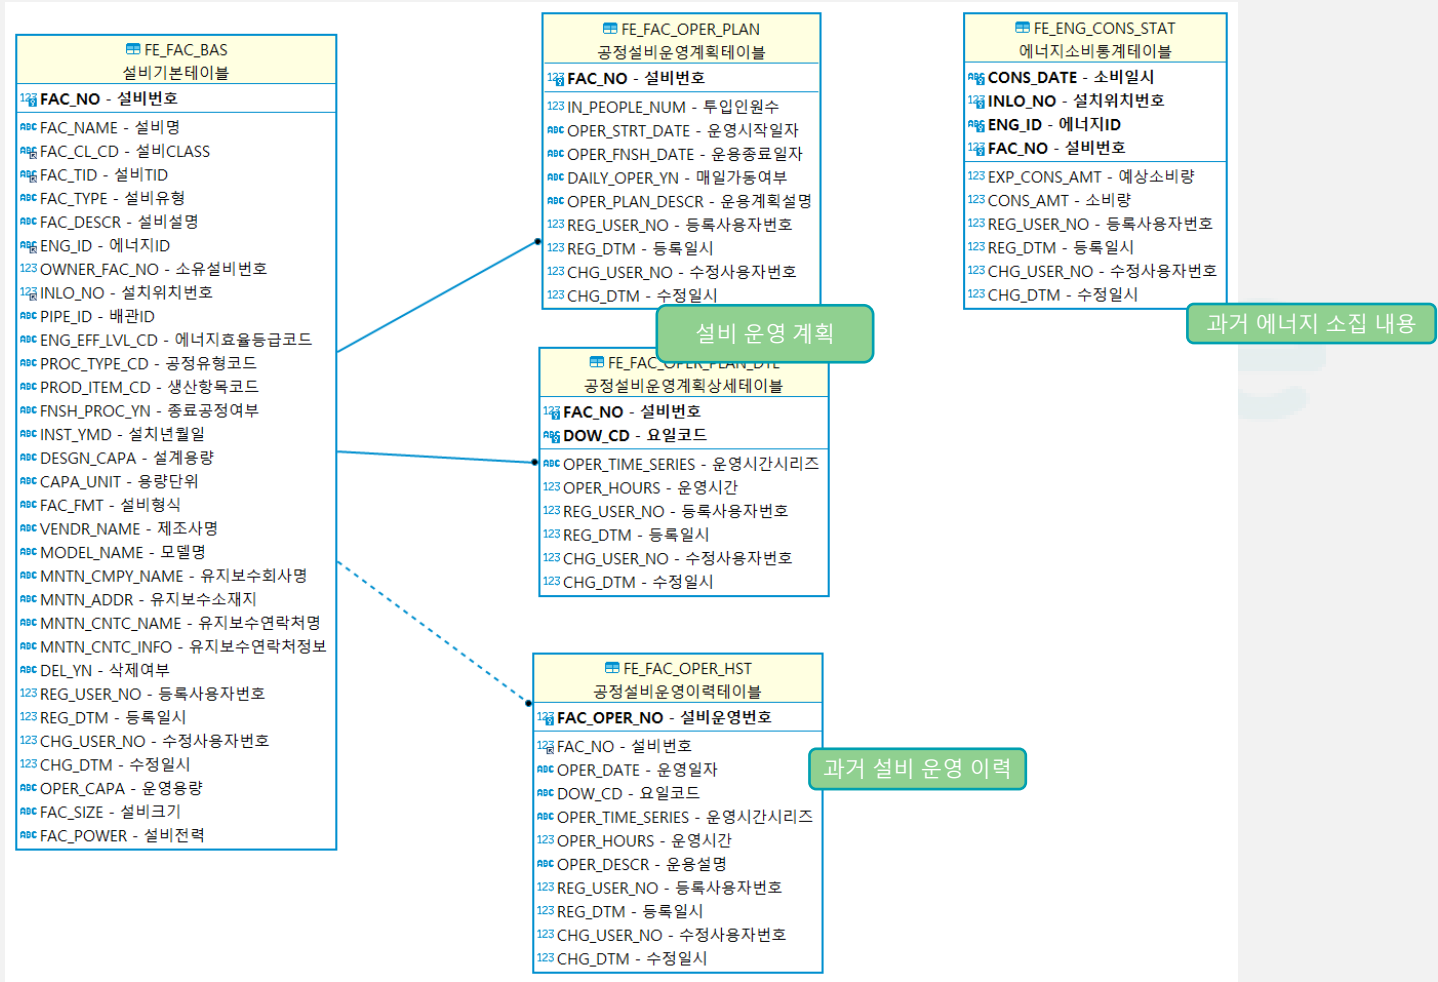 FE_FAC_BAS
설비기본테이블
FAC_NO - 설비번호
FAC_NAME - 설비명
FAC_CL_CD - 설비CLASS
FAC_TID - 설비TID
FAC_TYPE - 설비유형
FAC_DESCR - 설비설명
ENG_ID - 에너지ID
OWNER_FAC_NO - 소유설비번호
INLO_NO - 설치위치번호
PIPE_ID - 배관ID
ENG_EFF_LVL_CD - 에너지효율등급코드
PROC_TYPE_CD - 공정유형코드
PROD_ITEM_CD - 생산항목코드
FNSH_PROC_YN - 종료공정여부
INST_YMD - 설치년월일
DESGN_CAPA - 설계용량
CAPA_UNIT - 용량단위
FAC_FMT - 설비형식
VENDR_NAME - 제조사명
MODEL_NAME - 모델명
MNTN_CMPY_NAME - 유지보수회사명
MNTN_ADDR - 유지보수소재지
MNTN_CNTC_NAME - 유지보수연락처명
MNTN_CNTC_INFO - 유지보수연락처정보
DEL_YN - 삭제여부
REG_USER_NO - 등록사용자번호
REG_DTM - 등록일시
CHG_USER_NO - 수정사용자번호
CHG_DTM - 수정일시
OPER_CAPA - 운영용량
FAC_SIZE - 설비크기
FAC_POWER - 설비전력
FE_FAC_OPER_PLAN
공정설비운영계획테이블
FAC_NO - 설비번호
IN_PEOPLE_NUM - 투입인원수
OPER_STRT_DATE - 운영시작일자
OPER_FNSH_DATE - 운용종료일자
DAILY_OPER_YN - 매일가동여부
OPER_PLAN_DESCR - 운용계획설명
REG_USER_NO - 등록사용자번호
REG_DTM - 등록일시
CHG_USER_NO - 수정사용자번호
CHG_DTM - 수정일시
설비 운영 계획
FE_FAC_OPER_PLAN_DTL
공정설비운영계획상세테이블
FAC_NO - 설비번호
DOW_CD - 요일코드
OPER_TIME_SERIES - 운영시간시리즈
OPER_HOURS - 운영시간
REG_USER_NO - 등록사용자번호
REG_DTM - 등록일시
CHG_USER_NO - 수정사용자번호
CHG_DTM - 수정일시
FE_FAC_OPER_HST
공정설비운영이력테이블
FAC_OPER_NO - 설비운영번호
FAC_NO - 설비번호
OPER_DATE - 운영일자
DOW_CD - 요일코드
OPER_TIME_SERIES - 운영시간시리즈
OPER_HOURS - 운영시간
OPER_DESCR - 운용설명
REG_USER_NO - 등록사용자번호
REG_DTM - 등록일시
CHG_USER_NO - 수정사용자번호
CHG_DTM - 수정일시
과거 설비 운영 이력
FE_ENG_CONS_STAT
에너지소비통계테이블
CONS_DATE - 소비일시
INLO_NO - 설치위치번호
ENG_ID - 에너지ID
FAC_NO - 설비번호
EXP_CONS_AMT - 예상소비량
CONS_AMT - 소비량
REG_USER_NO - 등록사용자번호
REG_DTM - 등록일시
CHG_USER_NO - 수정사용자번호
CHG_DTM - 수정일시
과거 에너지 소집 내용